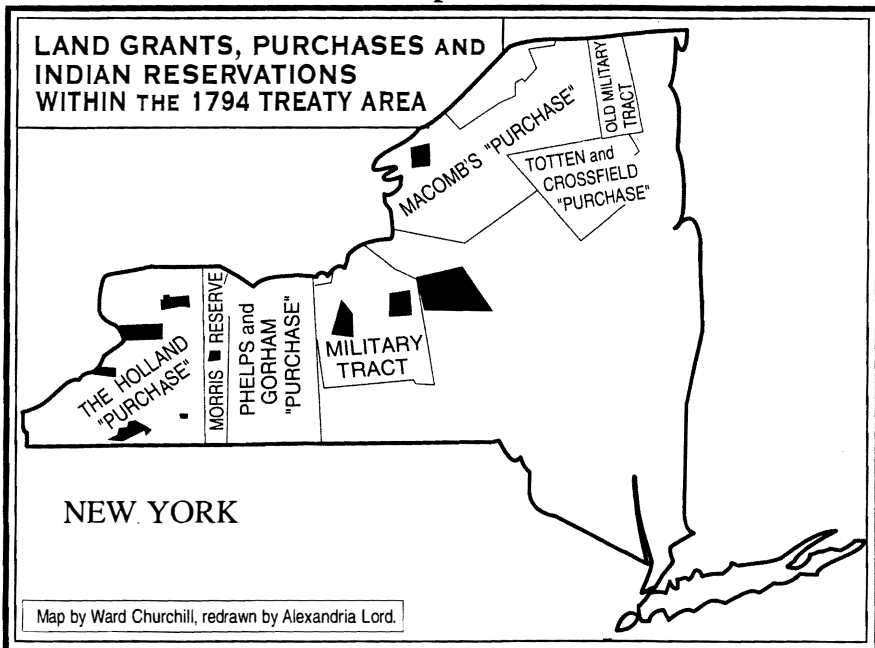 LAND GRANTS, PURCHASES AND
INDIAN RESERVATIONS
WITHIN THE 1794 TREATY AREA
OLD MILITARY
TRACT
MACOMB'S "PURCHASE"
TOTTEN and
CROSSFIELD
"PURCHASE"
THE HOLLAND
"PURCHASE"
MORRIS RESERVE
PHELPS and
GORHAM
"PURCHASE"
MILITARY
TRACT
NEW YORK
Map by Ward Churchill, redrawn by Alexandria Lord.